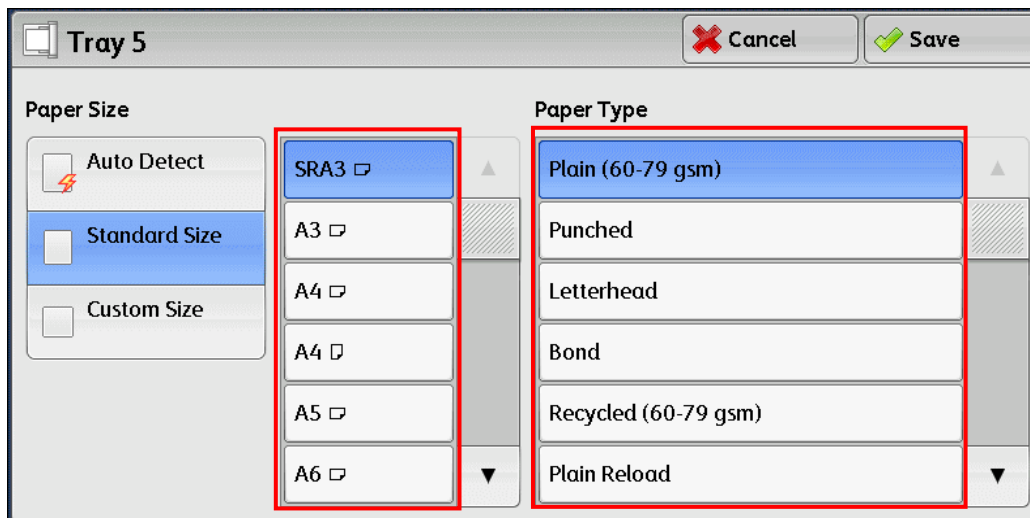 Tray 5
Cancel
Save
Paper Size
Paper Type
Auto Detect
Standard Size
Custom Size
SRA3
A3
A4
A4
A5
A6
Plain (60-79 gsm)
Punched
Letterhead
Bond
Recycled (60-79 gsm)
Plain Reload